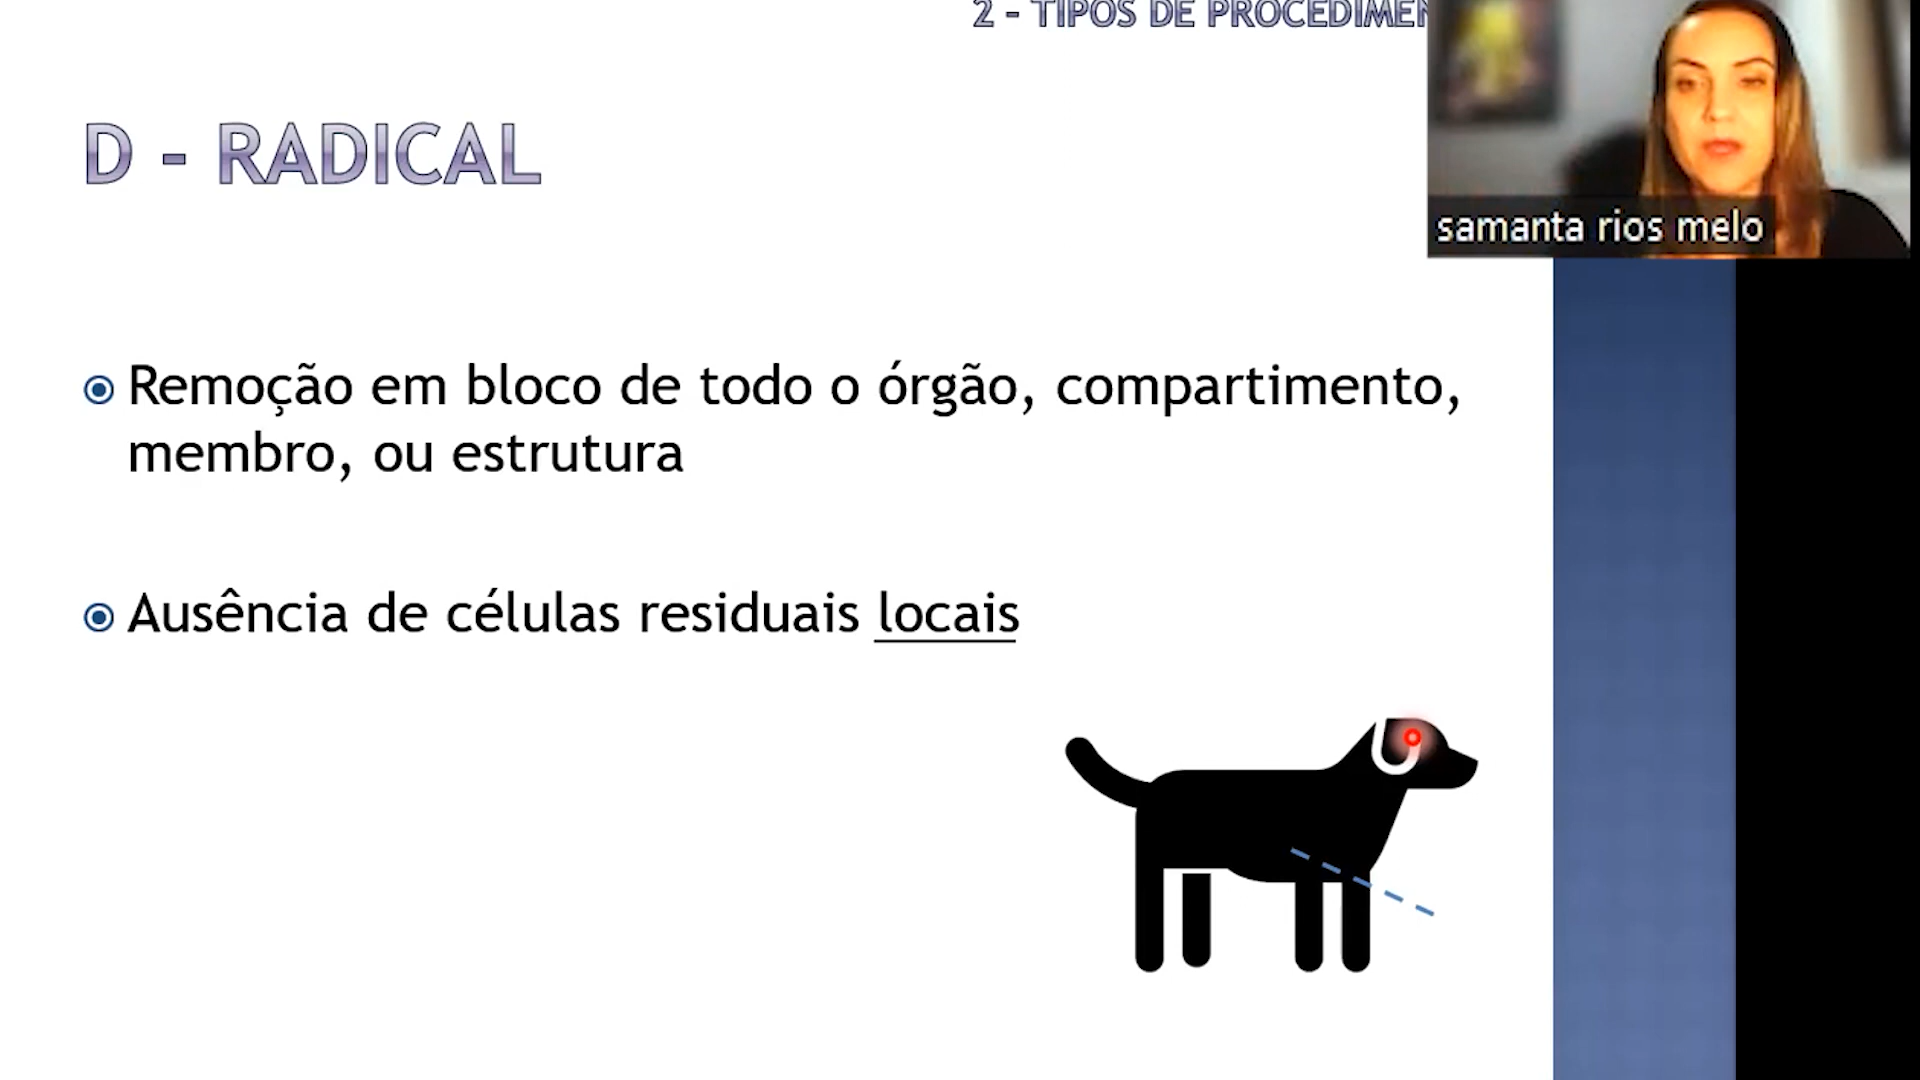 2 - TIPOS DE
D - RADICAL
samanta rios melo
Remoção em bloco de todo o órgão, compartimento,
membro, ou estrutura
Ausência de células residuais locais